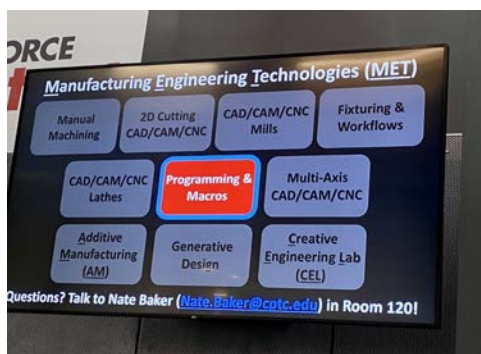 ORCE
Manufacturing Engineering Technologies (MET)
Manual
Machining
2D Cutting
CAD/CAM/CNC
CAD/CAM/CNC
Mills
Fixturing &
Workflows
CAD/CAM/CNC
Lathes
Programming &
Macros
Multi-Axis
CAD/CAM/CNC
Additive
Manufacturing
(AM)
Generative
Design
Creative
Engineering Lab
(CEL)
Questions? Talk to Nate Baker (Nate.Baker@cptc.edu) in Room 120!